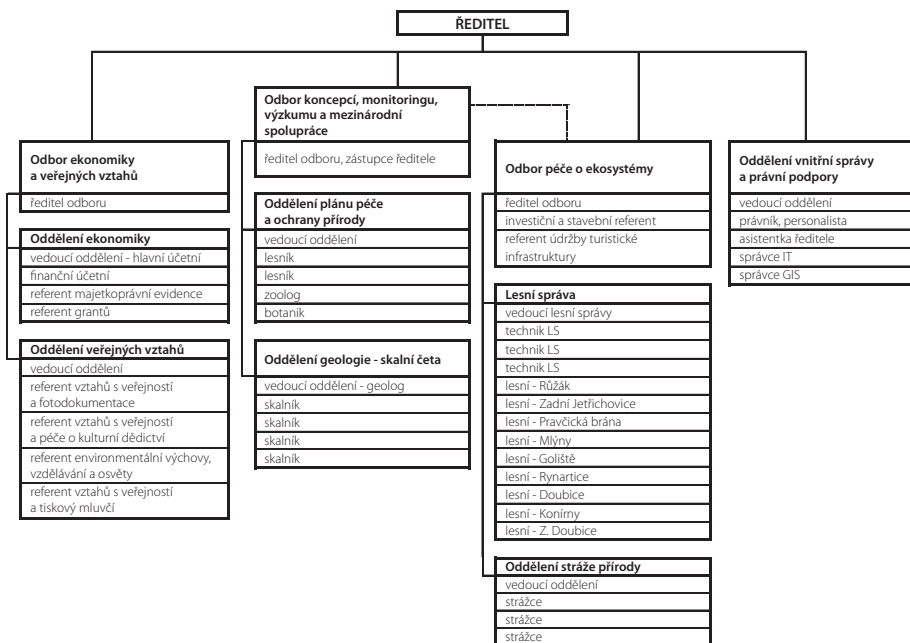 ŘEDITEL
Odbor ekonomiky
a veřejných vztahů
ředitel odboru
Oddělení ekonomiky
vedoucí oddělení - hlavní účetní
finanční účetní
referent majetkoprávní evidence
referent grantů
Oddělení veřejných vztahů
vedoucí oddělení
referent vztahů s veřejností
a fotodokumentace
referent vztahů s veřejností
a péče o kulturní dědictví
referent environmentální výchovy,
vzdělávání a osvěty
referent vztahů s veřejností
a tiskový mluvčí
Odbor koncepcí, monitoringu,
výzkumu a mezinárodní
spolupráce
ředitel odboru, zástupce ředitele
Oddělení plánu péče
a ochrany přírody
vedoucí oddělení
lesník
lesník
zoolog
botanik
Oddělení geologie - skalní četa
vedoucí oddělení - geolog
skalník
skalník
skalník
skalník
Odbor péče o ekosystémy
ředitel odboru
investiční a stavební referent
referent údržby turistické
infrastruktury
Lesní správa
vedoucí lesní správy
technik LS
technik LS
technik LS
lesní - Růžák
lesní - Zadní Jetřichovice
lesní - Pravčická brána
lesní - Mlýny
lesní - Goliště
lesní - Rynartice
lesní - Doubice
lesní - Konírny
lesní - Z. Doubice
Oddělení stráže přírody
vedoucí oddělení
strážce
strážce
strážce
Oddělení vnitřní správy
a právní podpory
vedoucí oddělení
právník, personalista
asistentka ředitele
správce IT
správce GIS